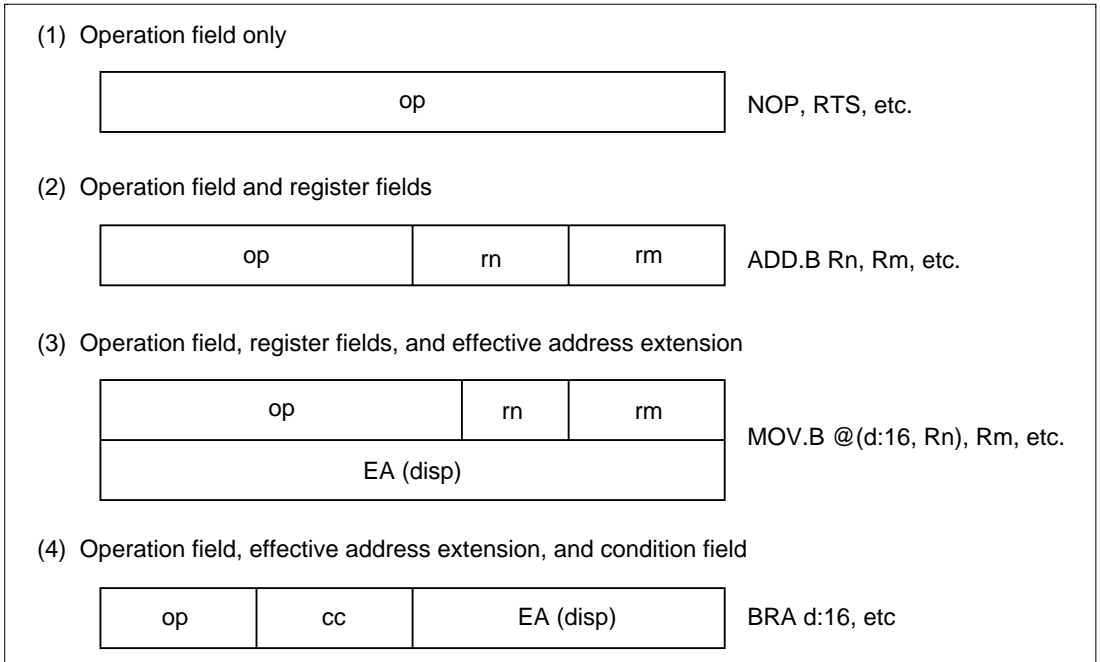 (1) Operation field only
op
NOP, RTS, etc.
(2) Operation field and register fields
op rn rm
ADD.B Rn, Rm, etc.
(3) Operation field, register fields, and effective address extension
op rn rm
EA (disp)
MOV.B @(d:16, Rn), Rm, etc.
(4) Operation field, effective address extension, and condition field
op cc EA (disp)
BRA d:16, etc